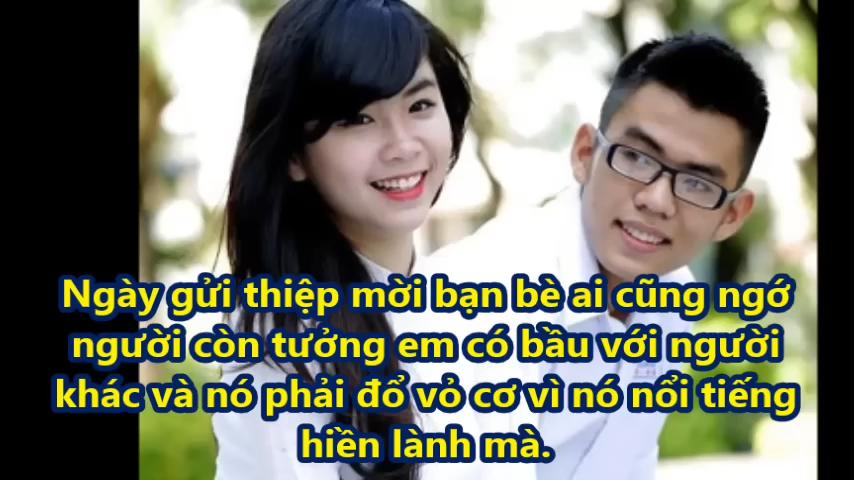 Ngày gửi thiệp mời bạn bè ai cũng ngớ
người còn tưởng em có bầu với người
khác và nó phải đổ vỏ cơ vì nó nổi tiếng
hiền lành mà.